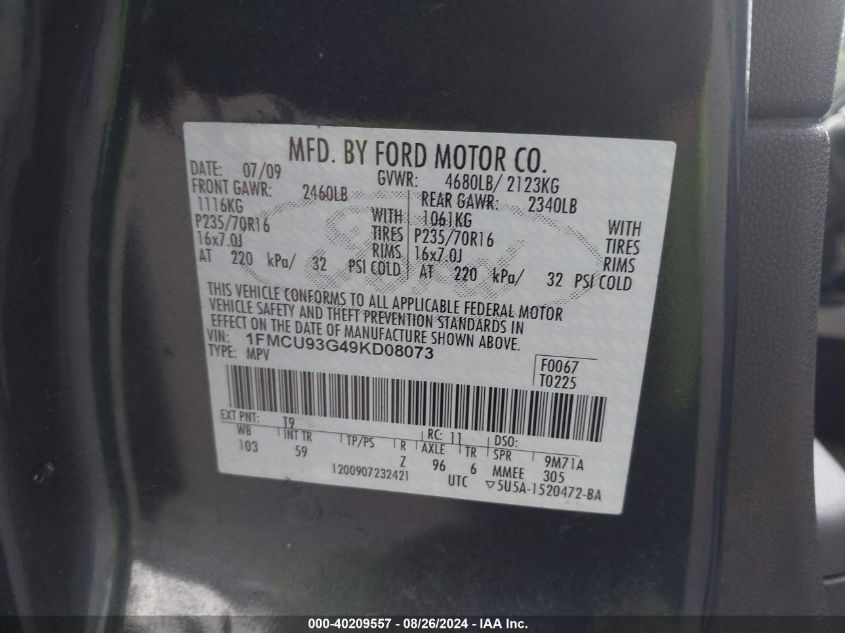 MFD. BY FORD MOTOR CO.
DATE: 07/09 GVWR: 4680LB/ 2123KG
FRONT GAWR: 2460LB REAR GAWR: 2340LB
1116KG WITH 1061KG WITH
P235/70R16 TIRES P235/70R16 TIRES
16x7.0J RIMS 16x7.0J RIMS
AT 220 kPa/ 32 PSI COLD AT 220 kPa/ 32 PSI COLD
THIS VEHICLE CONFORMS TO ALL APPLICABLE FEDERAL MOTOR
VEHICLE SAFETY AND THEFT PREVENTION STANDARDS IN
EFFECT ON THE DATE OF MANUFACTURE SHOWN ABOVE.
VIN: 1FMCU93G49KD08073
TYPE: MPV
F0067
T0225
EXT PNT: T9 RC: 11 DSO:
WB INT TR TP/PS R AXLE TR SPR 9M71A
103 59 Z 96 6 MMEE 305
1200907232421 UTC ▽5U5A-1520472-BA
000-40209557 - 08/26/2024 - IAA Inc.